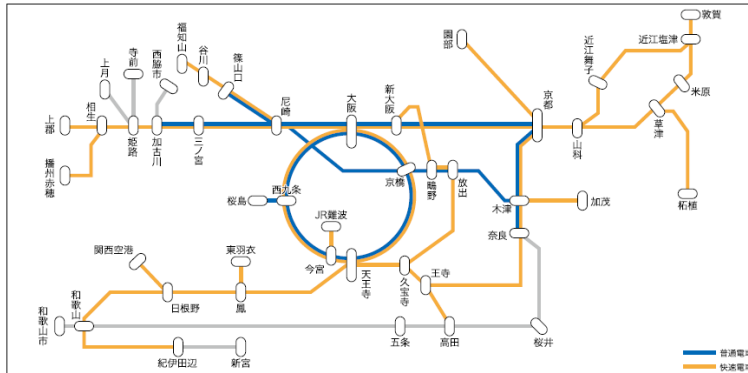 敦賀
近江塩津
近江舞子
園部
福知山
谷川
篠山口
西脇市
寺前
上月
米原
京都
新大阪
大阪
尼崎
相生
上郡
姫路
加古川
三ノ宮
山科
草津
播州赤穂
京橋
鴫野
放出
柘植
桜島
西九条
木津
加茂
JR難波
奈良
関西空港
東羽衣
今宮
天王寺
久宝寺
王寺
和歌山
日根野
鳳
和歌山市
五条
高田
桜井
紀伊田辺
新宮
普通電車
快速電車